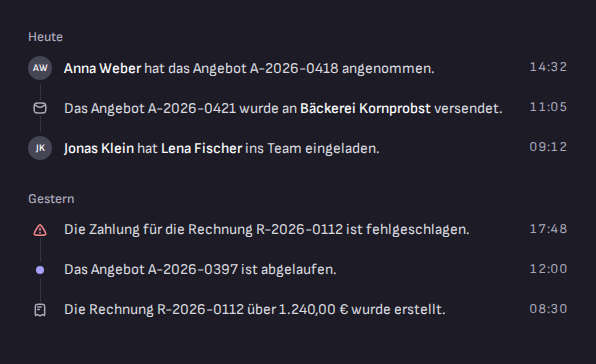 Heute
AW Anna Weber hat das Angebot A-2026-0418 angenommen. 14:32
Das Angebot A-2026-0421 wurde an Bäckerei Kornprobst versendet. 11:05
JK Jonas Klein hat Lena Fischer ins Team eingeladen. 09:12
Gestern
Die Zahlung für die Rechnung R-2026-0112 ist fehlgeschlagen. 17:48
Das Angebot A-2026-0397 ist abgelaufen. 12:00
Die Rechnung R-2026-0112 über 1.240,00 € wurde erstellt. 08:30